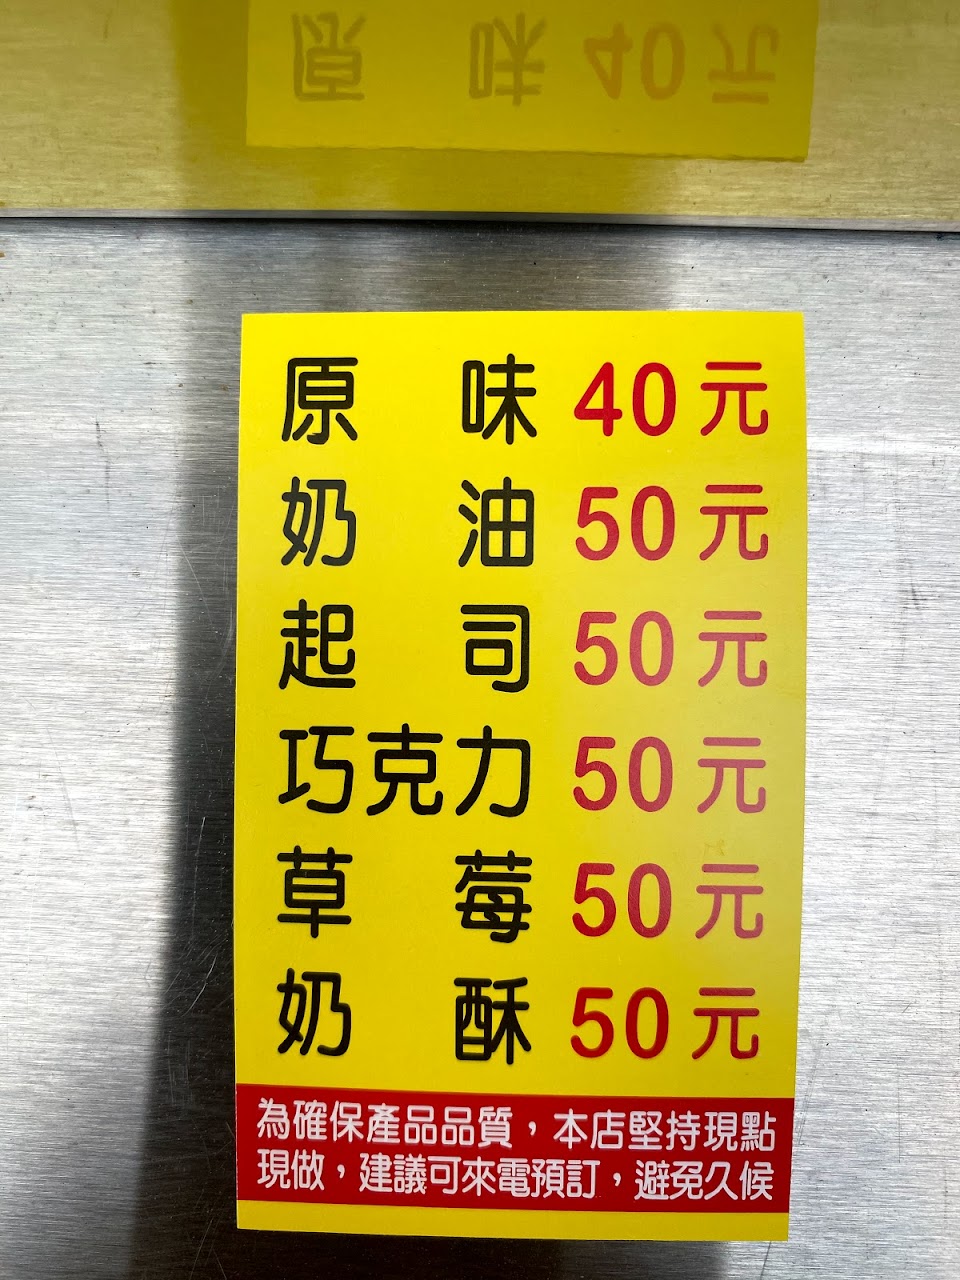 原味 40元
奶油 50元
起司 50元
巧克力 50元
草莓 50元
奶酥 50元
為確保產品品質，本店堅持現點
現做，建議可來電預訂，避免久候